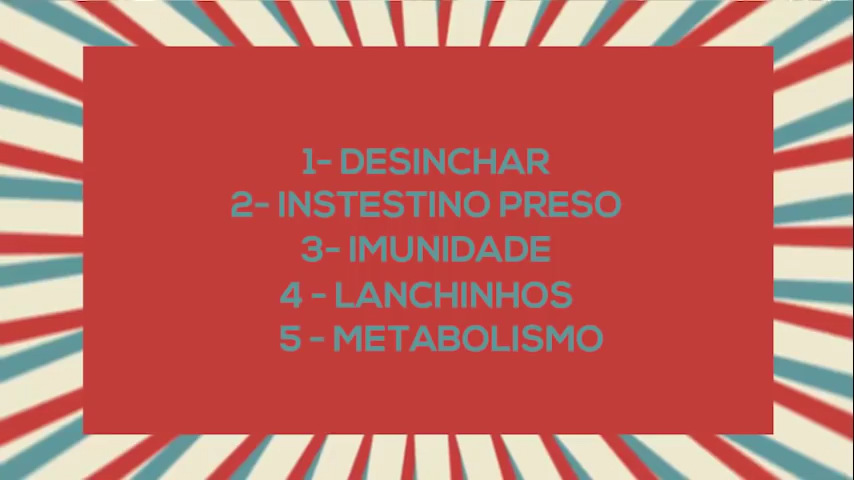 1- DESINCHAR
2- INSTESTINO PRESO
3- IMUNIDADE
4 - LANCHINHOS
5 - METABOLISMO